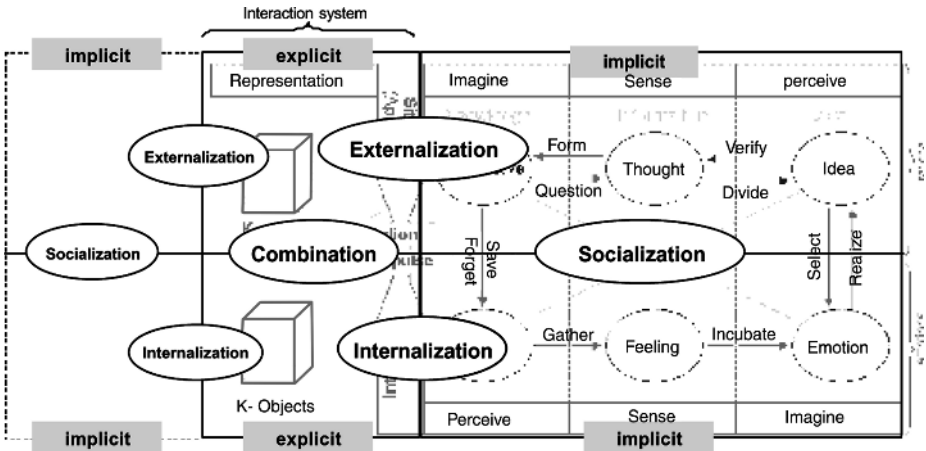 Interaction system
implicit
explicit
implicit
Representation
Imagine
Sense
perceive
Externalization
Externalization
Form
Question
Thought
Verify
Divide
Idea
Socialization
Combination
Save
Forget
Socialization
Select
Realize
Internalization
Internalization
Gather
Feeling
Incubate
Emotion
K- Objects
Perceive
Sense
Imagine
implicit
explicit
implicit